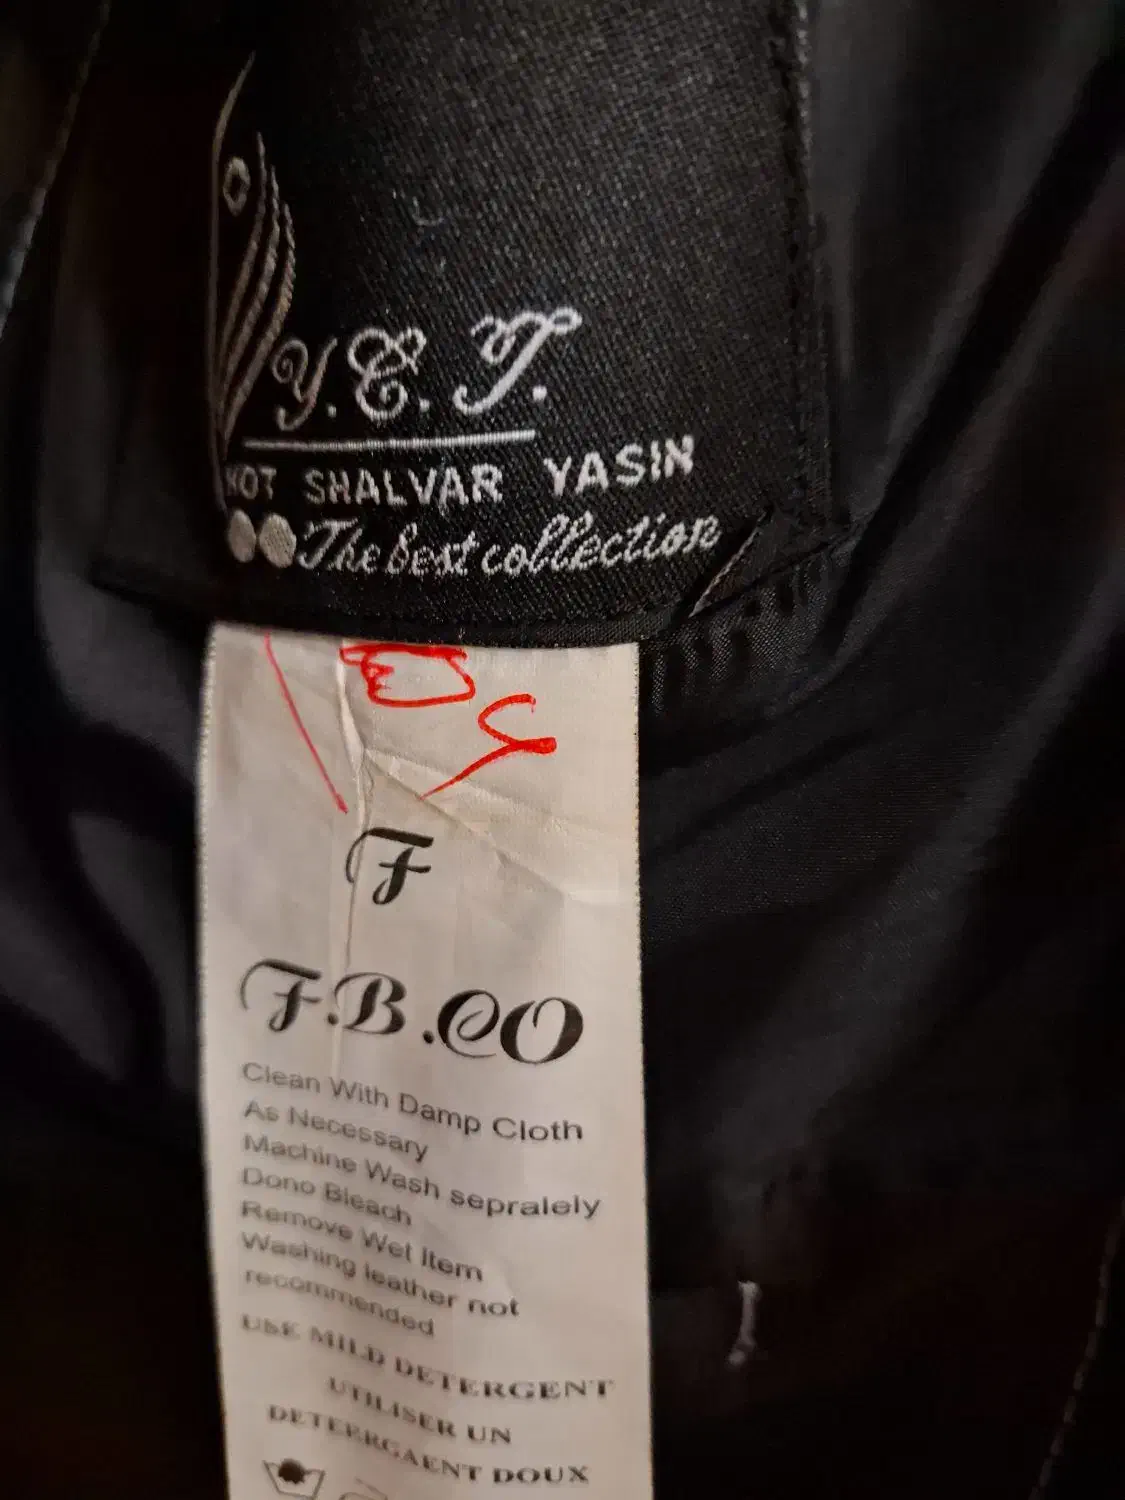 Y.E.T.
KOT SHALVAR YASIN
The best collection
F
F.B.CO
Clean With Damp Cloth
As Necessary
Machine Wash sepralely
Dono Bleach
Remove Wet Item
Washing leather not
recommended
USE MILD DETERGENT
UTILISER UN
DETERRGAENT DOUX